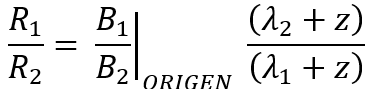 R₁/R₂ = B₁/B₂|ORIGEN (λ₂ + z)/(λ₁ + z)